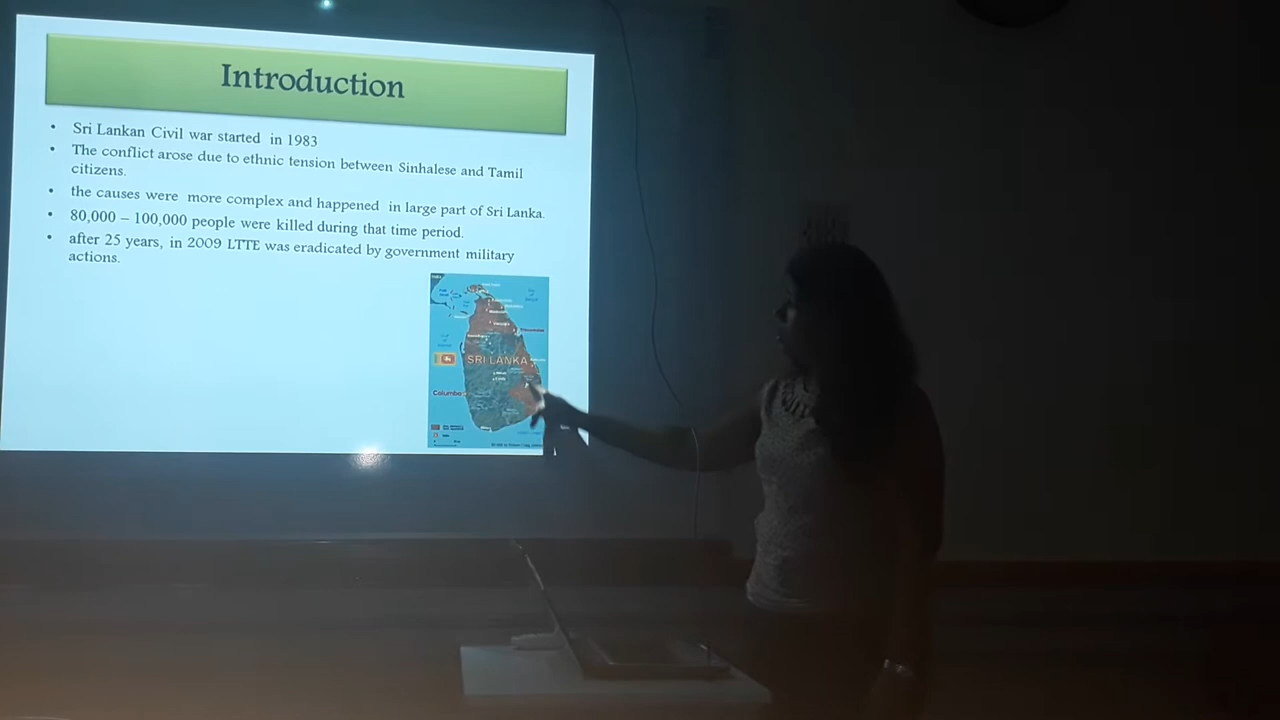 Introduction
• Sri Lankan Civil war started in 1983
• The conflict arose due to ethnic tension between Sinhalese and Tamil
citizens.
• the causes were more complex and happened in large part of Sri Lanka.
• 80,000 – 100,000 people were killed during that time period.
• after 25 years, in 2009 LTTE was eradicated by government military
actions.
SRI LANKA
Columbo